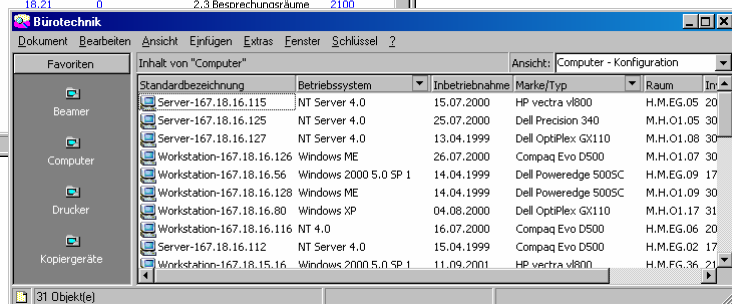 18.21 0 2.3 Besprechungsräume 2100
Bürotechnik
Dokument Bearbeiten Ansicht Einfügen Extras Fenster Schlüssel ?
Favoriten Inhalt von "Computer" Ansicht: Computer - Konfiguration
Standardbezeichnung Betriebssystem Inbetriebnahme Marke/Typ Raum
Server-167.18.16.115 NT Server 4.0 15.07.2000 HP vectra vl800 H.M.EG.05 20
Server-167.18.16.125 NT Server 4.0 25.07.2000 Dell Precision 340 M.H.O1.05 30
Server-167.18.16.127 NT Server 4.0 13.04.1999 Dell OptiPlex GX110 M.H.O1.08 30
Workstation-167.18.16.126 Windows ME 26.07.2000 Compaq Evo D500 M.H.O1.07 30
Workstation-167.18.16.56 Windows 2000 5.0 SP 1 14.04.1999 Dell Poweredge 500SC H.M.EG.09 17
Workstation-167.18.16.128 Windows ME 14.04.1999 Dell Poweredge 500SC M.H.O1.09 30
Workstation-167.18.16.80 Windows XP 04.08.2000 Dell OptiPlex GX110 M.H.O1.17 31
Workstation-167.18.16.116 NT 4.0 16.07.2000 Compaq Evo D500 H.M.EG.06 20
Server-167.18.16.112 NT Server 4.0 15.04.1999 Compaq Evo D500 H.M.EG.02 17
Workstation-167.18.15.16 Windows 2000 5.0 SP 1 11.09.2001 HP vectra vl800 H.M.EG.36 21
Beamer
Computer
Drucker
Kopiergeräte
31 Objekt(e)